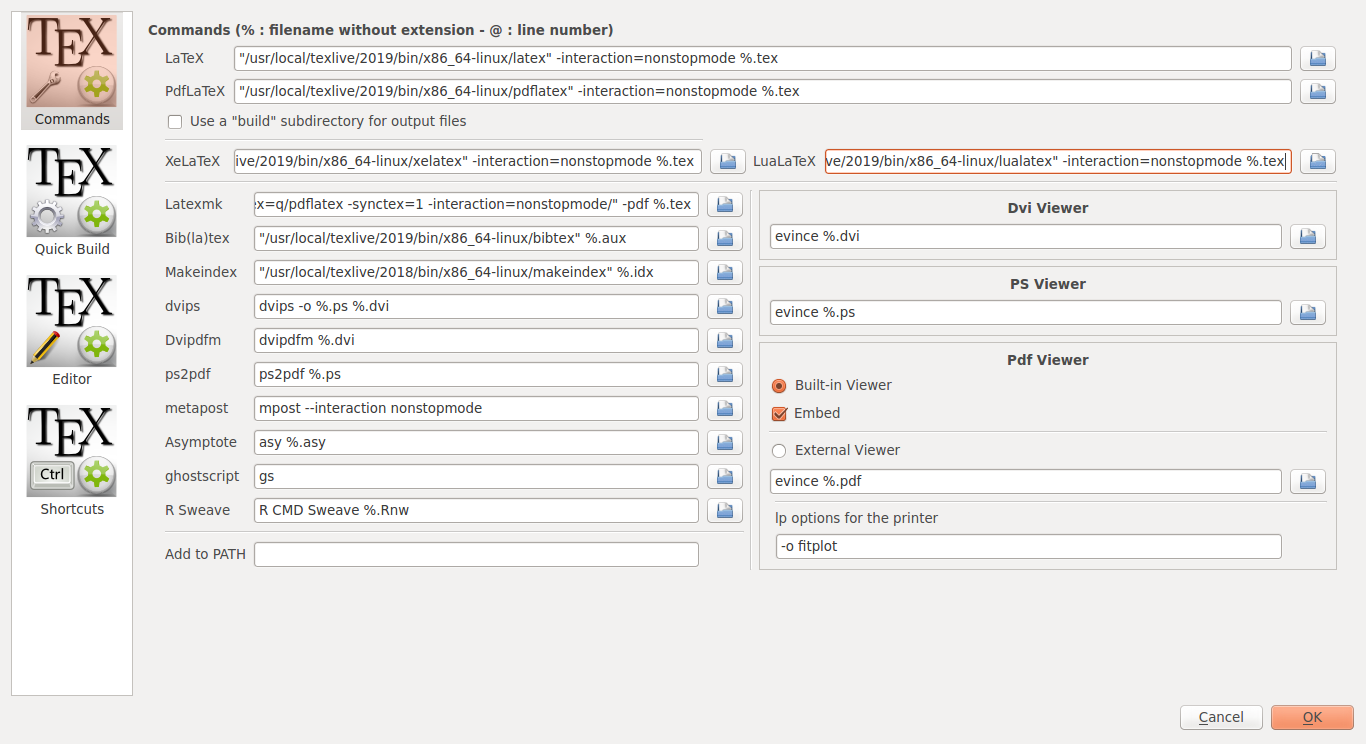 Commands (% : filename without extension - @ : line number)
LaTeX "/usr/local/texlive/2019/bin/x86_64-linux/latex" -interaction=nonstopmode %.tex
PdfLaTeX "/usr/local/texlive/2019/bin/x86_64-linux/pdflatex" -interaction=nonstopmode %.tex
Use a "build" subdirectory for output files
XeLaTeX ive/2019/bin/x86_64-linux/xelatex" -interaction=nonstopmode %.tex LuaLaTeX ve/2019/bin/x86_64-linux/lualatex" -interaction=nonstopmode %.tex
Latexmk x=q/pdflatex -synctex=1 -interaction=nonstopmode/" -pdf %.tex
Bib(la)tex "/usr/local/texlive/2019/bin/x86_64-linux/bibtex" %.aux
Makeindex "/usr/local/texlive/2018/bin/x86_64-linux/makeindex" %.idx
dvips dvips -o %.ps %.dvi
Dvipdfm dvipdfm %.dvi
ps2pdf ps2pdf %.ps
metapost mpost --interaction nonstopmode
Asymptote asy %.asy
ghostscript gs
R Sweave R CMD Sweave %.Rnw
Add to PATH
Dvi Viewer
evince %.dvi
PS Viewer
evince %.ps
Pdf Viewer
Built-in Viewer
Embed
External Viewer
evince %.pdf
lp options for the printer
-o fitplot
TEX
Commands
TEX
Quick Build
TEX
Editor
TEX
Ctrl
Shortcuts
Cancel
OK